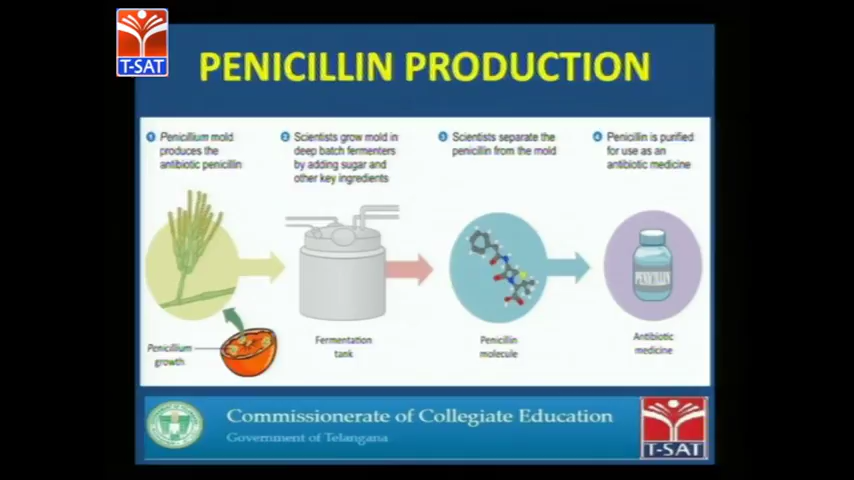 T-SAT
PENICILLIN PRODUCTION
1 Penicillium mold
produces the
antibiotic penicillin
2 Scientists grow mold in
deep batch fermenters
by adding sugar and
other key ingredients
3 Scientists separate the
penicillin from the mold
4 Penicillin is purified
for use as an
antibiotic medicine
PENICILLIN
Penicillium
growth
Fermentation
tank
Penicillin
molecule
Antibiotic
medicine
Commissionerate of Collegiate Education
Government of Telangana
T-SAT